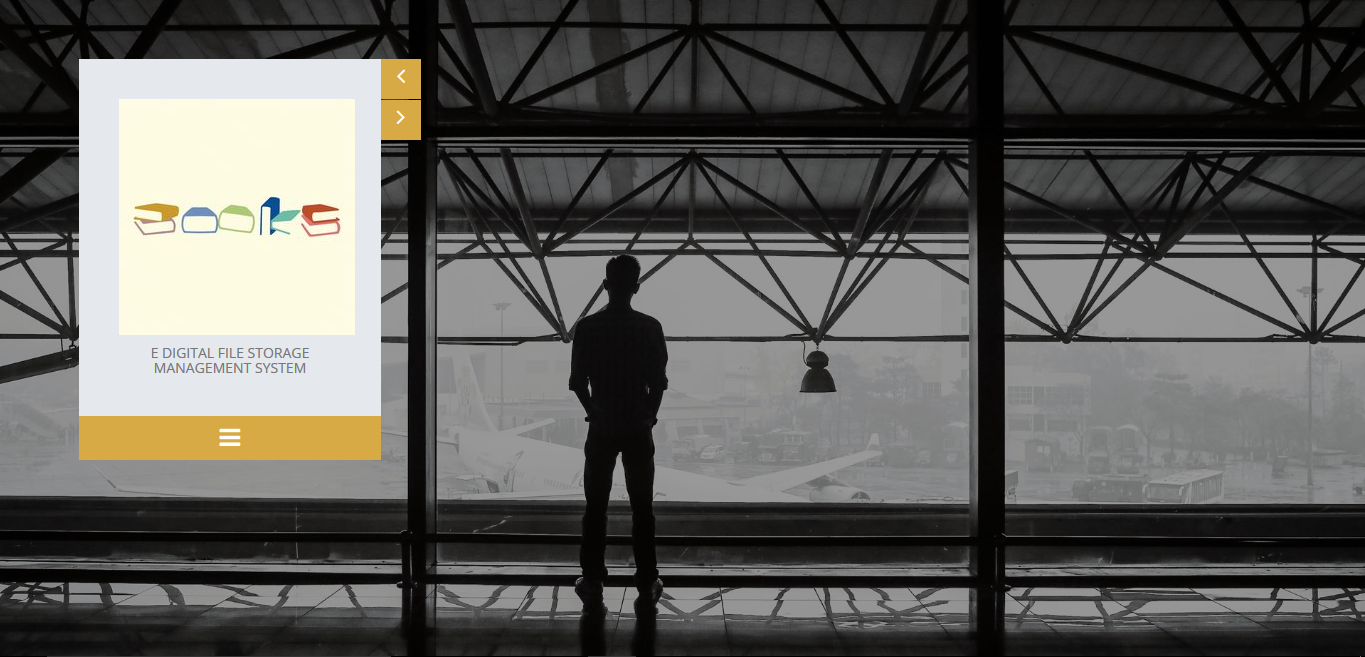 Books
E DIGITAL FILE STORAGE
MANAGEMENT SYSTEM